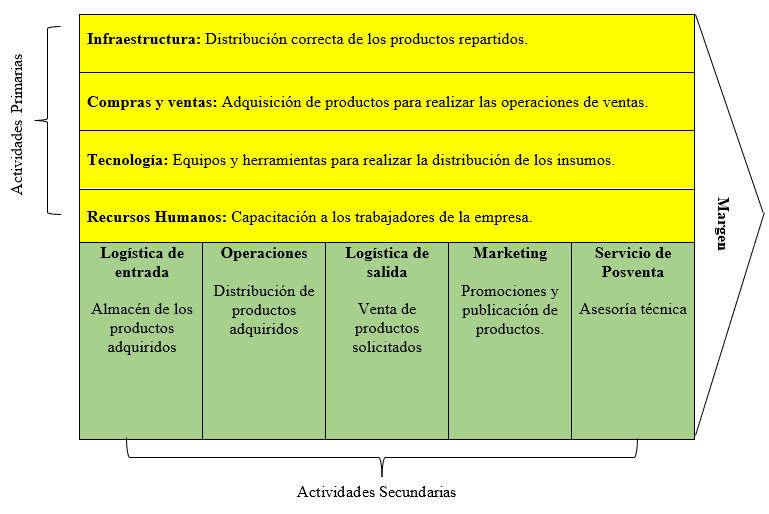 Actividades Primarias
Infraestructura: Distribución correcta de los productos repartidos.
Compras y ventas: Adquisición de productos para realizar las operaciones de ventas.
Tecnología: Equipos y herramientas para realizar la distribución de los insumos.
Recursos Humanos: Capacitación a los trabajadores de la empresa.
Margen
Logística de
entrada
Almacén de los
productos
adquiridos
Operaciones
Distribución de
productos
adquiridos
Logística de
salida
Venta de
productos
solicitados
Marketing
Promociones y
publicación de
productos.
Servicio de
Posventa
Asesoría técnica
Actividades Secundarias